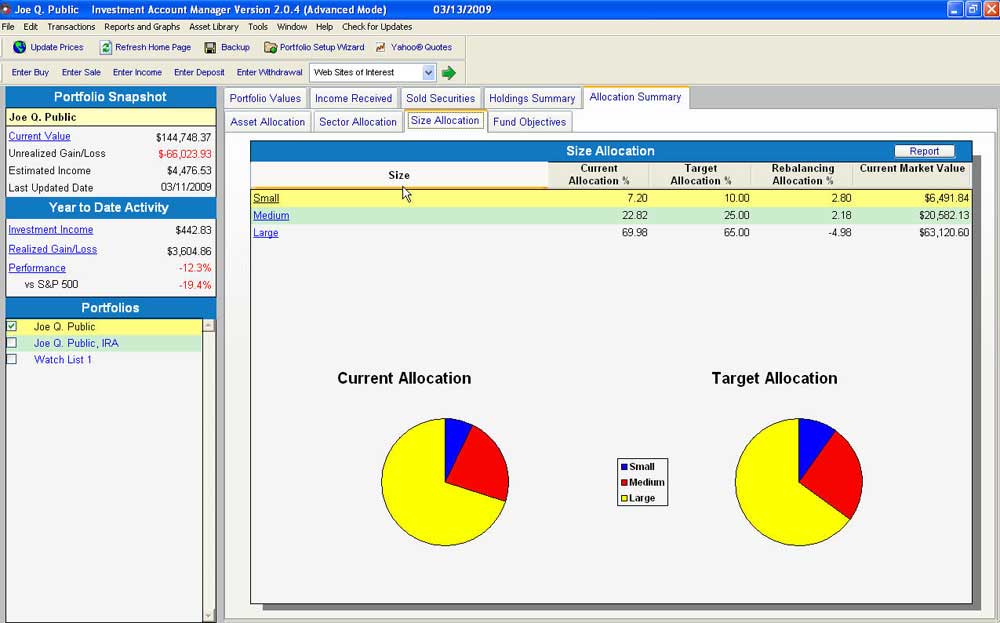 Joe Q. Public    Investment Account Manager Version 2.0.4 (Advanced Mode)    03/13/2009
File Edit Transactions Reports and Graphs Asset Library Tools Window Help Check for Updates
Update Prices Refresh Home Page Backup Portfolio Setup Wizard Yahoo® Quotes
Enter Buy Enter Sale Enter Income Enter Deposit Enter Withdrawal Web Sites of Interest
Portfolio Snapshot
Joe Q. Public
Current Value $144,748.37
Unrealized Gain/Loss $-66,023.93
Estimated Income $4,476.53
Last Updated Date 03/11/2009
Year to Date Activity
Investment Income $442.83
Realized Gain/Loss $3,604.86
Performance -12.3%
vs S&P 500 -19.4%
Portfolios
Joe Q. Public
Joe Q. Public, IRA
Watch List 1
Portfolio Values Income Received Sold Securities Holdings Summary Allocation Summary
Asset Allocation Sector Allocation Size Allocation Fund Objectives
Size Allocation Report
Size Current Allocation % Target Allocation % Rebalancing Allocation % Current Market Value
Small 7.20 10.00 2.80 $6,491.84
Medium 22.82 25.00 2.18 $20,582.13
Large 69.98 65.00 -4.98 $63,120.60
Current Allocation Target Allocation
Small
Medium
Large